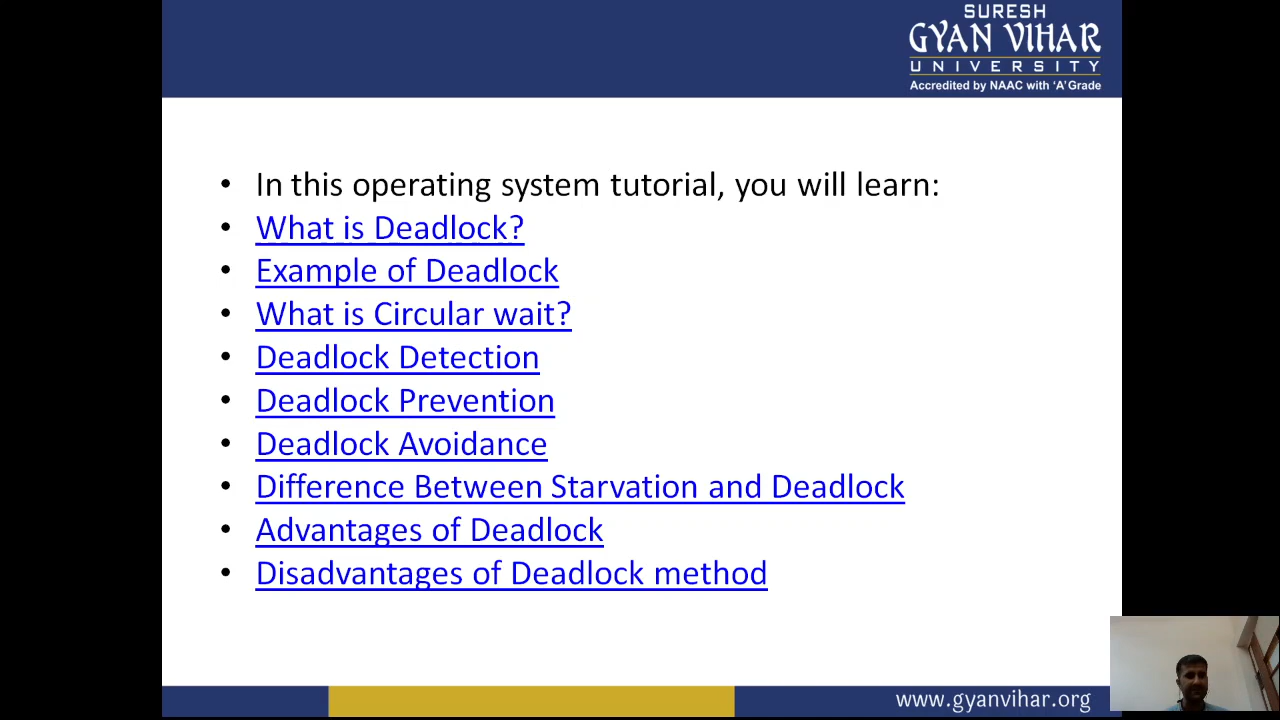 SURESH
GYAN VIHAR
UNIVERSITY
Accredited by NAAC with 'A' Grade
• In this operating system tutorial, you will learn:
• What is Deadlock?
• Example of Deadlock
• What is Circular wait?
• Deadlock Detection
• Deadlock Prevention
• Deadlock Avoidance
• Difference Between Starvation and Deadlock
• Advantages of Deadlock
• Disadvantages of Deadlock method
www.gyanvihar.org